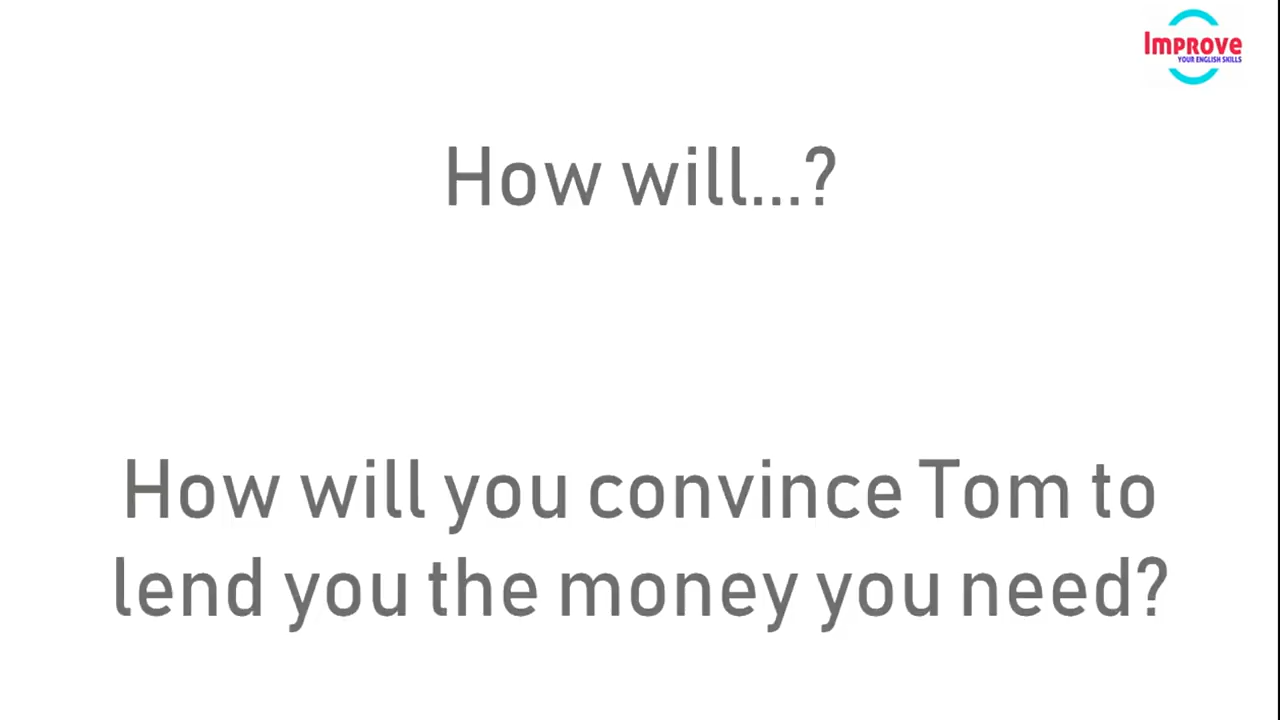 Improve
YOUR ENGLISH SKILLS
How will...?
How will you convince Tom to
lend you the money you need?